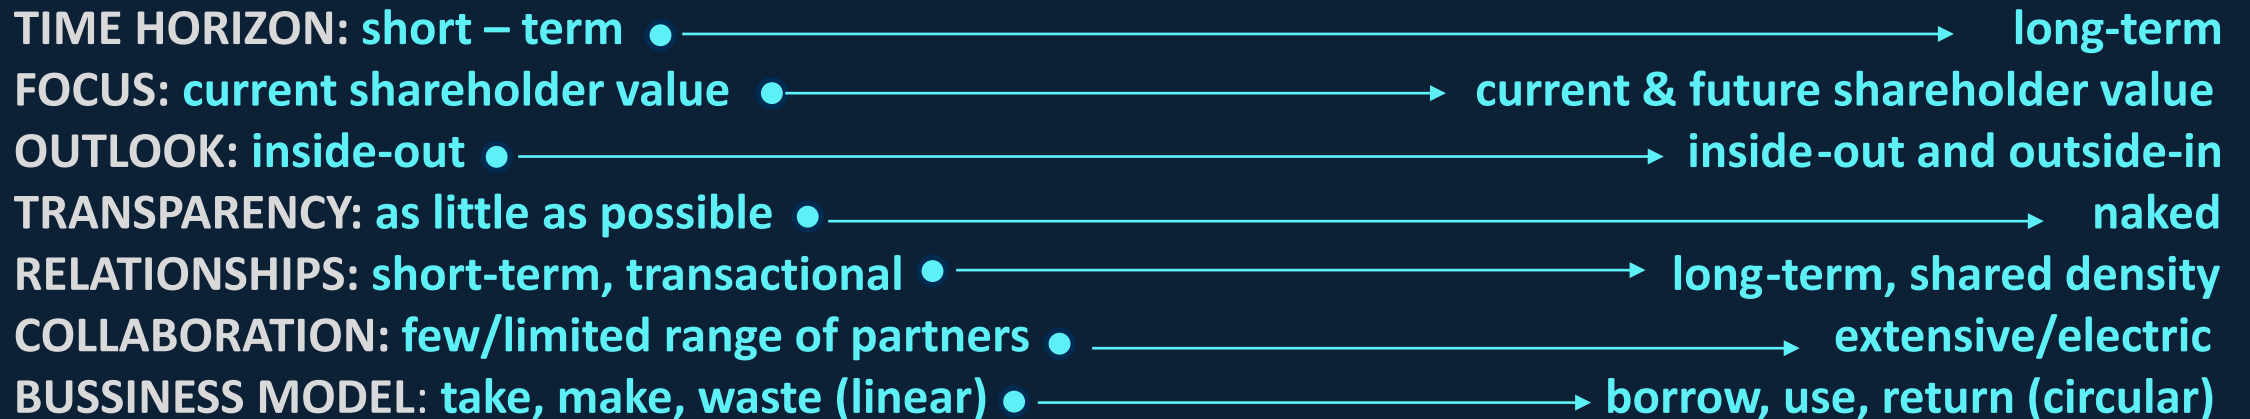 TIME HORIZON: short – term long-term
FOCUS: current shareholder value current & future shareholder value
OUTLOOK: inside-out inside-out and outside-in
TRANSPARENCY: as little as possible naked
RELATIONSHIPS: short-term, transactional long-term, shared density
COLLABORATION: few/limited range of partners extensive/electric
BUSSINESS MODEL: take, make, waste (linear) borrow, use, return (circular)